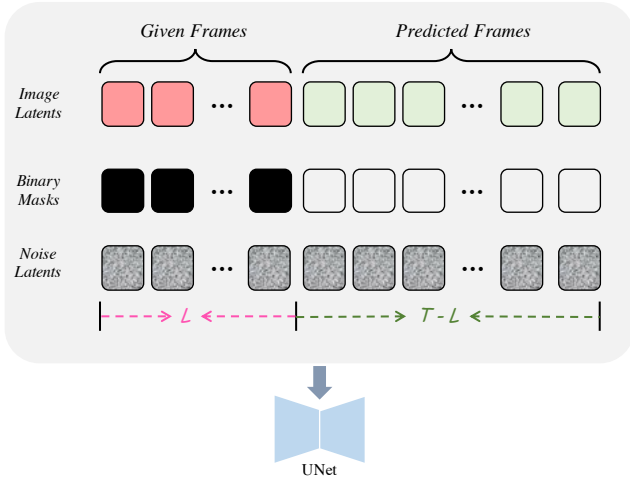 Given Frames
Predicted Frames
Image
Latents
...
...
Binary
Masks
...
...
Noise
Latents
...
...
L
T - L
UNet